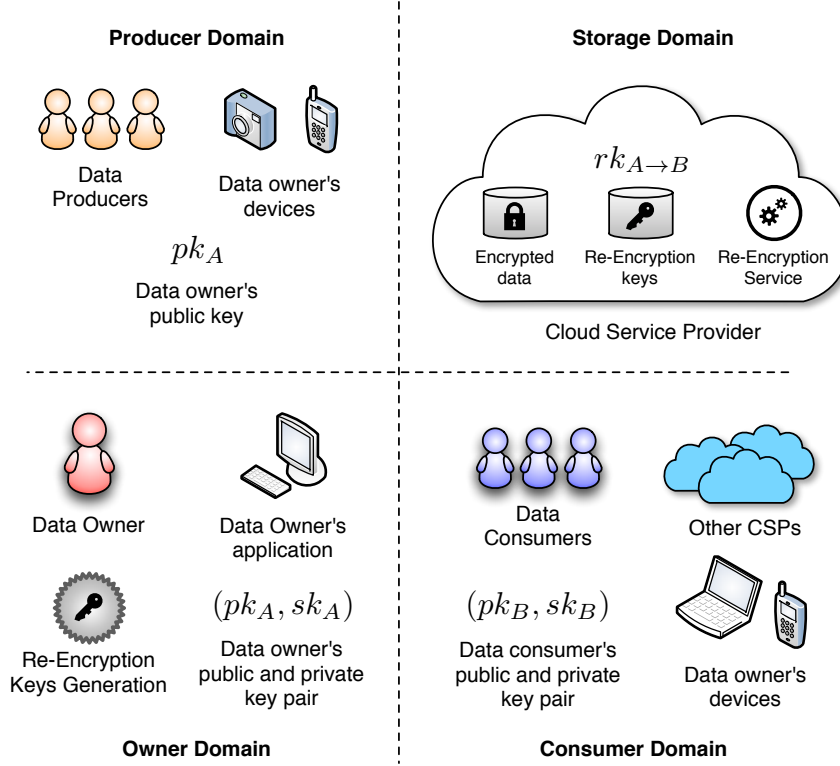 Producer Domain
Data
Producers
Data owner's
devices
pk_A
Data owner's
public key
Storage Domain
rk_{A→B}
Encrypted
data
Re-Encryption
keys
Re-Encryption
Service
Cloud Service Provider
Data Owner
Data Owner's
application
Re-Encryption
Keys Generation
(pk_A, sk_A)
Data owner's
public and private
key pair
Owner Domain
Data
Consumers
Other CSPs
(pk_B, sk_B)
Data consumer's
public and private
key pair
Data owner's
devices
Consumer Domain